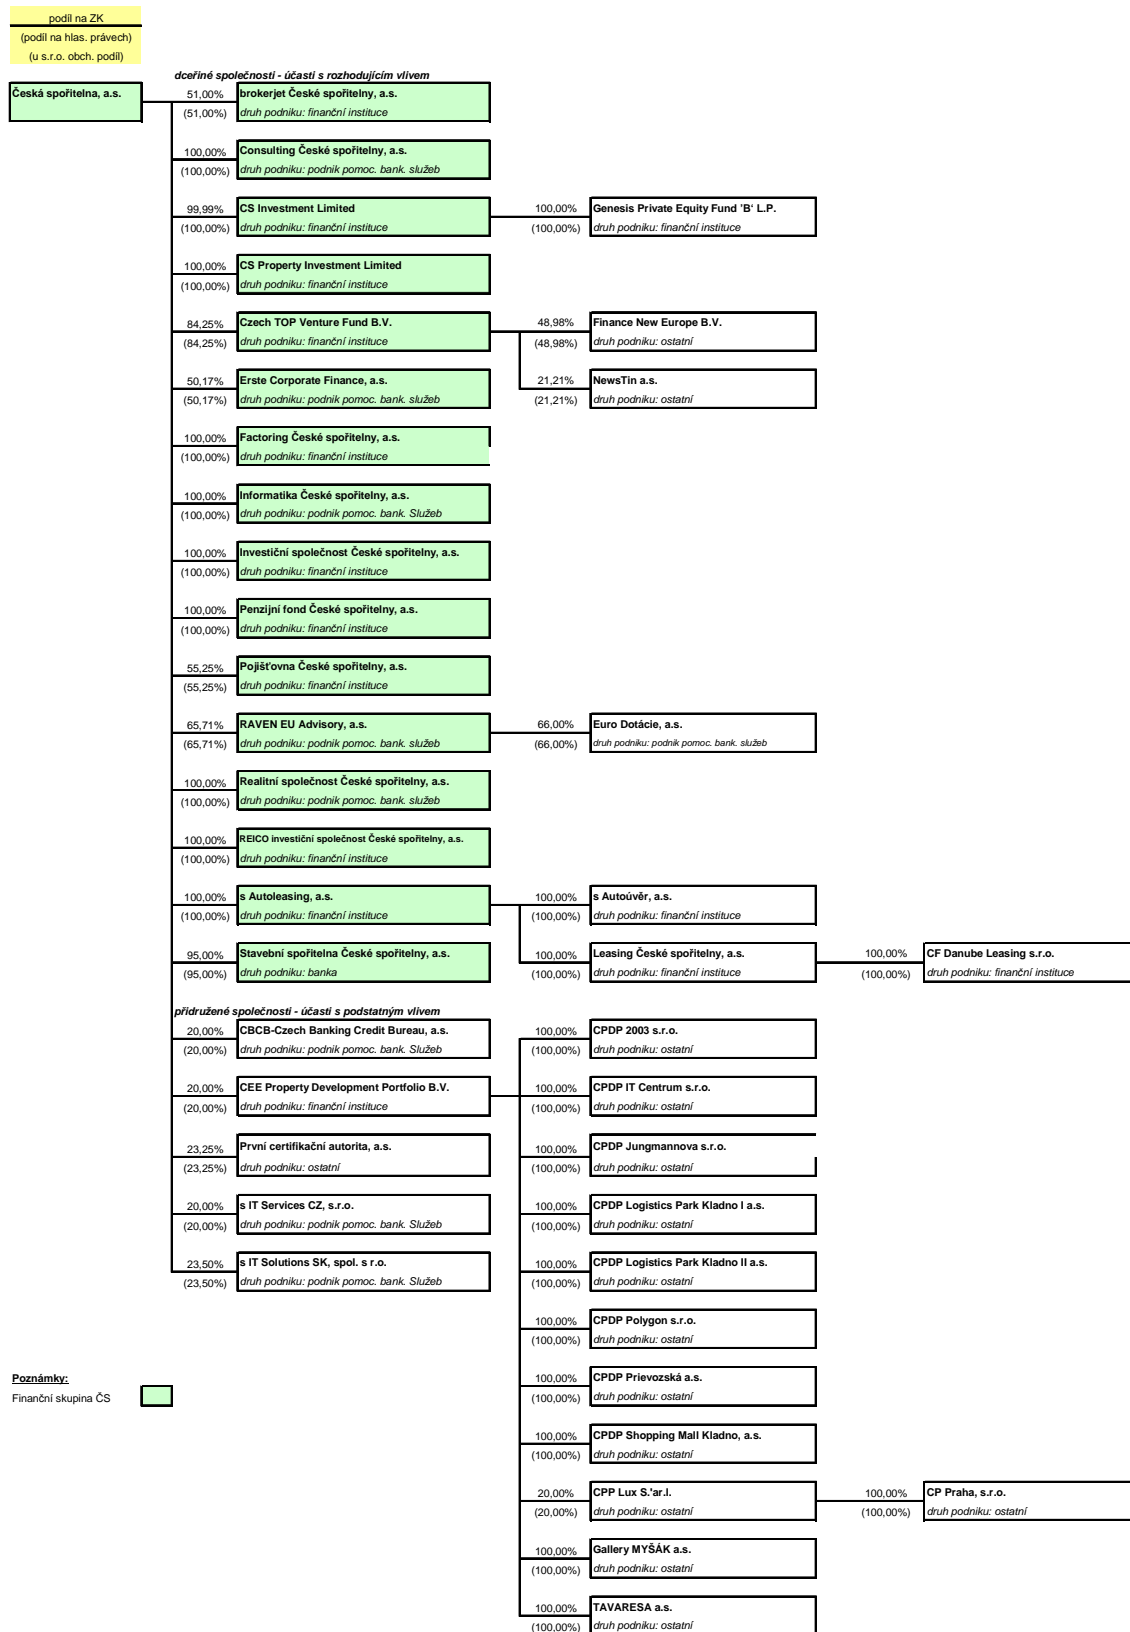 podíl na ZK
(podíl na hlas. právech)
(u s.r.o. obch. podíl)
dceřiné společnosti - účasti s rozhodujícím vlivem
Česká spořitelna, a.s.
51,00% brokerjet České spořitelny, a.s.
(51,00%) druh podniku: finanční instituce
100,00% Consulting České spořitelny, a.s.
(100,00%) druh podniku: podnik pomoc. bank. služeb
99,99% CS Investment Limited 100,00% Genesis Private Equity Fund 'B' L.P.
(100,00%) druh podniku: finanční instituce (100,00%) druh podniku: finanční instituce
100,00% CS Property Investment Limited
(100,00%) druh podniku: finanční instituce
84,25% Czech TOP Venture Fund B.V. 48,98% Finance New Europe B.V.
(84,25%) druh podniku: finanční instituce (48,98%) druh podniku: ostatní
50,17% Erste Corporate Finance, a.s. 21,21% NewsTin a.s.
(50,17%) druh podniku: podnik pomoc. bank. služeb (21,21%) druh podniku: ostatní
100,00% Factoring České spořitelny, a.s.
(100,00%) druh podniku: finanční instituce
100,00% Informatika České spořitelny, a.s.
(100,00%) druh podniku: podnik pomoc. bank. Služeb
100,00% Investiční společnost České spořitelny, a.s.
(100,00%) druh podniku: finanční instituce
100,00% Penzijní fond České spořitelny, a.s.
(100,00%) druh podniku: finanční instituce
55,25% Pojišťovna České spořitelny, a.s.
(55,25%) druh podniku: finanční instituce
65,71% RAVEN EU Advisory, a.s. 66,00% Euro Dotácie, a.s.
(65,71%) druh podniku: podnik pomoc. bank. služeb (66,00%) druh podniku: podnik pomoc. bank. služeb
100,00% Realitní společnost České spořitelny, a.s.
(100,00%) druh podniku: podnik pomoc. bank. služeb
100,00% REICO investiční společnost České spořitelny, a.s.
(100,00%) druh podniku: finanční instituce
100,00% s Autoleasing, a.s. 100,00% s Autoúvěr, a.s.
(100,00%) druh podniku: finanční instituce (100,00%) druh podniku: finanční instituce
95,00% Stavební spořitelna České spořitelny, a.s. 100,00% Leasing České spořitelny, a.s. 100,00% CF Danube Leasing s.r.o.
(95,00%) druh podniku: banka (100,00%) druh podniku: finanční instituce (100,00%) druh podniku: finanční instituce
přidružené společnosti - účasti s podstatným vlivem
20,00% CBCB-Czech Banking Credit Bureau, a.s. 100,00% CPDP 2003 s.r.o.
(20,00%) druh podniku: podnik pomoc. bank. Služeb (100,00%) druh podniku: ostatní
20,00% CEE Property Development Portfolio B.V. 100,00% CPDP IT Centrum s.r.o.
(20,00%) druh podniku: finanční instituce (100,00%) druh podniku: ostatní
23,25% První certifikační autorita, a.s. 100,00% CPDP Jungmannova s.r.o.
(23,25%) druh podniku: ostatní (100,00%) druh podniku: ostatní
20,00% s IT Services CZ, s.r.o. 100,00% CPDP Logistics Park Kladno I a.s.
(20,00%) druh podniku: podnik pomoc. bank. Služeb (100,00%) druh podniku: ostatní
23,50% s IT Solutions SK, spol. s r.o. 100,00% CPDP Logistics Park Kladno II a.s.
(23,50%) druh podniku: podnik pomoc. bank. Služeb (100,00%) druh podniku: ostatní
100,00% CPDP Polygon s.r.o.
(100,00%) druh podniku: ostatní
Poznámky:
Finanční skupina ČS
100,00% CPDP Prievozská a.s.
(100,00%) druh podniku: ostatní
100,00% CPDP Shopping Mall Kladno, a.s.
(100,00%) druh podniku: ostatní
20,00% CPP Lux S.'ar.l. 100,00% CP Praha, s.r.o.
(20,00%) druh podniku: ostatní (100,00%) druh podniku: ostatní
100,00% Gallery MYŠÁK a.s.
(100,00%) druh podniku: ostatní
100,00% TAVARESA a.s.
(100,00%) druh podniku: ostatní